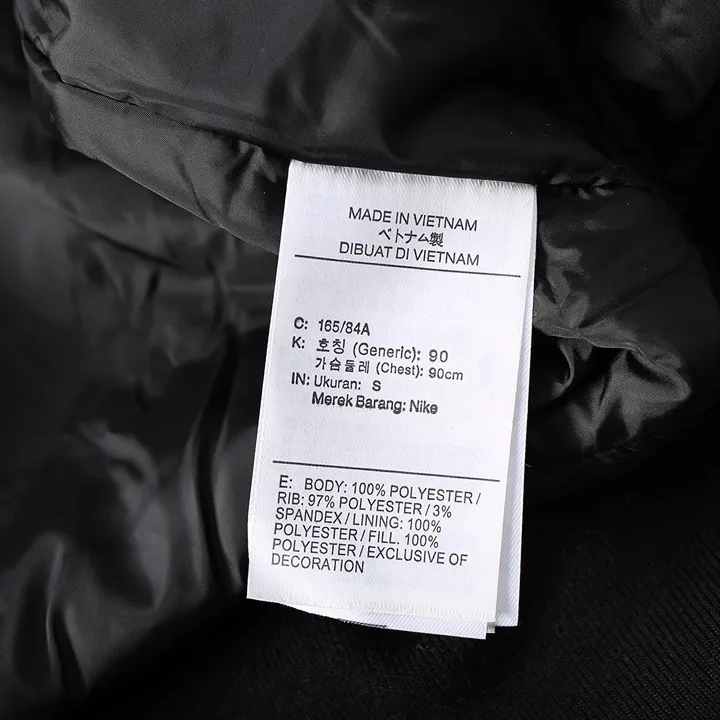 MADE IN VIETNAM
ベトナム製
DIBUAT DI VIETNAM
C: 165/84A
K: 호칭 (Generic): 90
가슴둘레 (Chest): 90cm
IN: Ukuran: S
Merek Barang: Nike
E: BODY: 100% POLYESTER /
RIB: 97% POLYESTER / 3%
SPANDEX / LINING: 100%
POLYESTER / FILL. 100%
POLYESTER / EXCLUSIVE OF
DECORATION